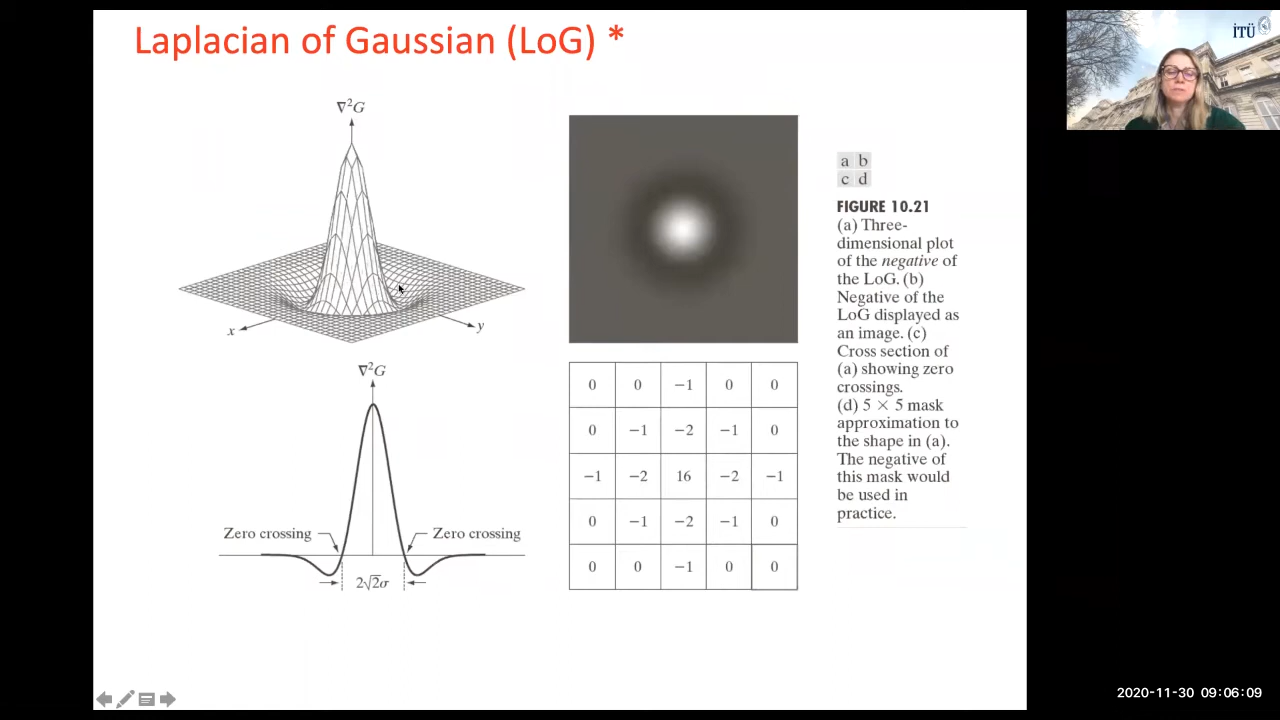 Laplacian of Gaussian (LoG) *
∇²G
x
y
∇²G
Zero crossing
Zero crossing
2√2σ
0 0 −1 0 0
0 −1 −2 −1 0
−1 −2 16 −2 −1
0 −1 −2 −1 0
0 0 −1 0 0
a b
c d
FIGURE 10.21
(a) Three-
dimensional plot
of the negative of
the LoG. (b)
Negative of the
LoG displayed as
an image. (c)
Cross section of
(a) showing zero
crossings.
(d) 5 × 5 mask
approximation to
the shape in (a).
The negative of
this mask would
be used in
practice.
İTÜ
2020-11-30 09:06:09